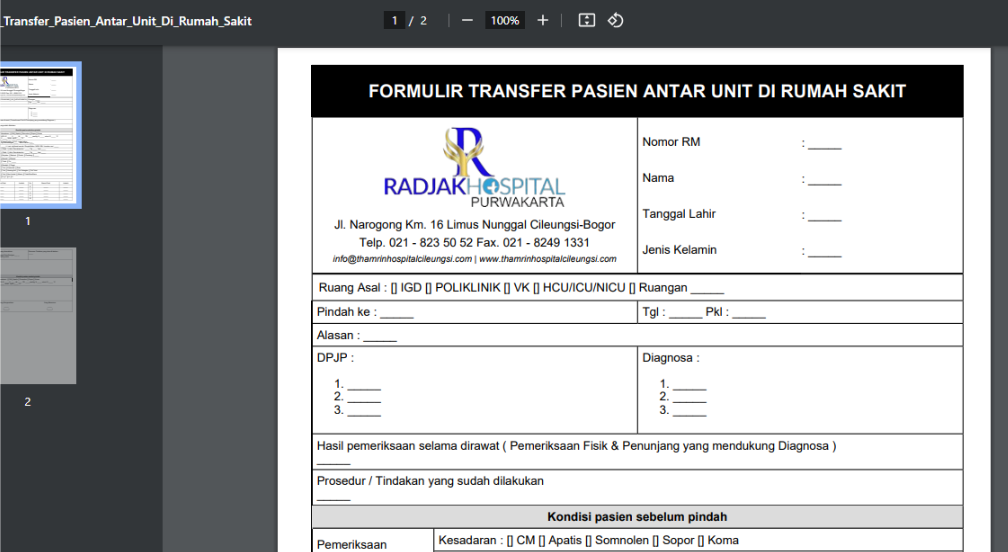 _Transfer_Pasien_Antar_Unit_Di_Rumah_Sakit
1 / 2
100%
FORMULIR TRANSFER PASIEN ANTAR UNIT DI RUMAH SAKIT
RADJAKHOSPITAL
PURWAKARTA
Jl. Narogong Km. 16 Limus Nunggal Cileungsi-Bogor
Telp. 021 - 823 50 52 Fax. 021 - 8249 1331
info@thamrinhospitalcileungsi.com | www.thamrinhospitalcileungsi.com
Nomor RM : _____
Nama : _____
Tanggal Lahir : _____
Jenis Kelamin : _____
Ruang Asal : [] IGD [] POLIKLINIK [] VK [] HCU/ICU/NICU [] Ruangan _____
Pindah ke : _____
Tgl : _____ Pkl : _____
Alasan : _____
DPJP :
1. _____
2. _____
3. _____
Diagnosa :
1. _____
2. _____
3. _____
Hasil pemeriksaan selama dirawat ( Pemeriksaan Fisik & Penunjang yang mendukung Diagnosa )
_____
Prosedur / Tindakan yang sudah dilakukan
_____
Kondisi pasien sebelum pindah
Pemeriksaan
Kesadaran : [] CM [] Apatis [] Somnolen [] Sopor [] Koma
1
2